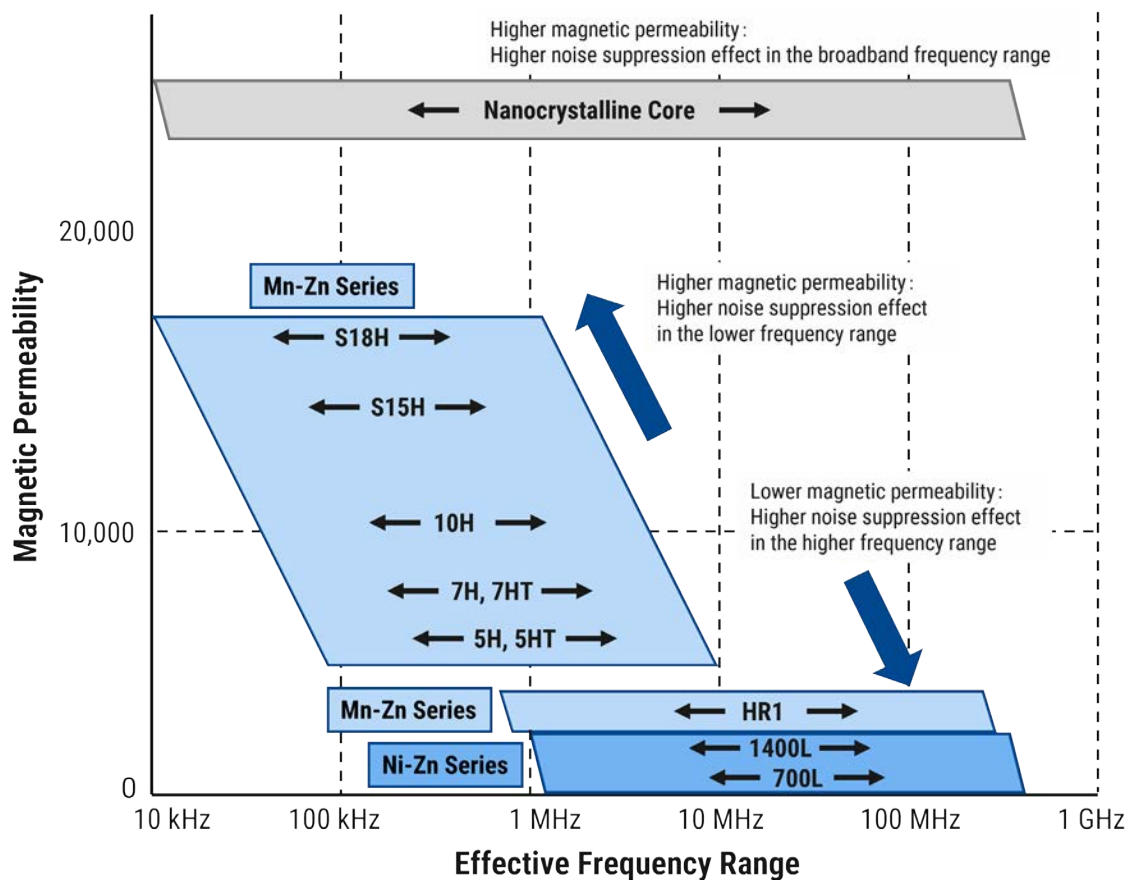 Higher magnetic permeability:
Higher noise suppression effect in the broadband frequency range
Nanocrystalline Core
20,000
Mn-Zn Series
Higher magnetic permeability:
Higher noise suppression effect
in the lower frequency range
S18H
S15H
Lower magnetic permeability:
Higher noise suppression effect
in the higher frequency range
10,000
10H
7H, 7HT
5H, 5HT
Mn-Zn Series
HR1
Ni-Zn Series
1400L
700L
0
10 kHz
100 kHz
1 MHz
10 MHz
100 MHz
1 GHz
Effective Frequency Range
Magnetic Permeability